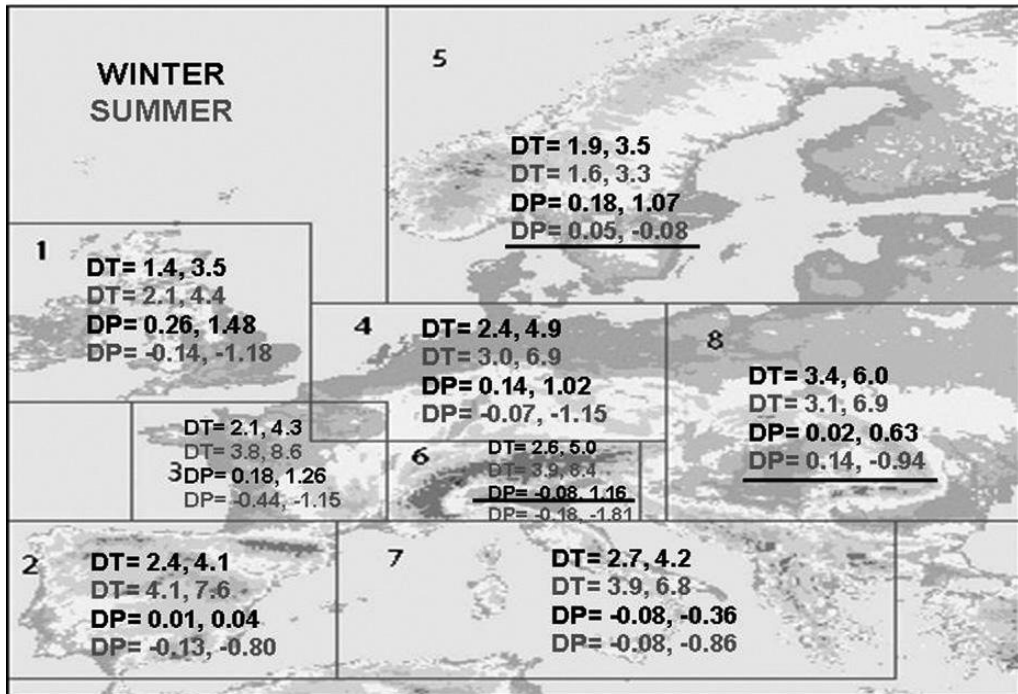 WINTER
SUMMER
5
DT= 1.9, 3.5
DT= 1.6, 3.3
DP= 0.18, 1.07
DP= 0.05, -0.08
1
DT= 1.4, 3.5
DT= 2.1, 4.4
DP= 0.26, 1.48
DP= -0.14, -1.18
4
DT= 2.4, 4.9
DT= 3.0, 6.9
DP= 0.14, 1.02
DP= -0.07, -1.15
8
DT= 3.4, 6.0
DT= 3.1, 6.9
DP= 0.02, 0.63
DP= 0.14, -0.94
3
DT= 2.1, 4.3
DT= 3.8, 8.6
DP= 0.18, 1.26
DP= -0.44, -1.15
6
DT= 2.6, 5.0
DT= 3.9, 8.4
DP= -0.08, 1.16
DP= -0.18, -1.81
2
DT= 2.4, 4.1
DT= 4.1, 7.6
DP= 0.01, 0.04
DP= -0.13, -0.80
7
DT= 2.7, 4.2
DT= 3.9, 6.8
DP= -0.08, -0.36
DP= -0.08, -0.86